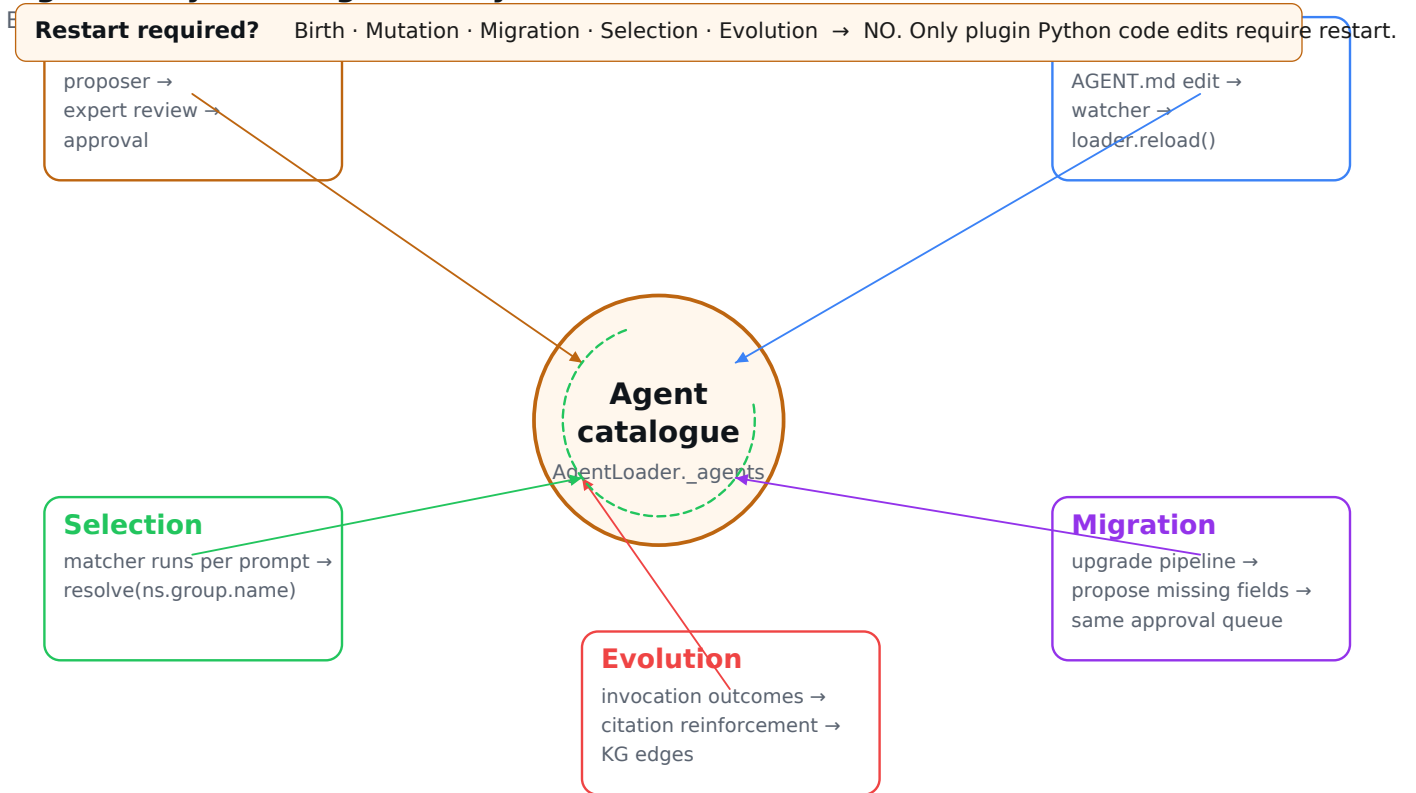 Restart required? Birth · Mutation · Migration · Selection · Evolution → NO. Only plugin Python code edits require restart.
proposer →
expert review →
approval
AGENT.md edit →
watcher →
loader.reload()
Agent
catalogue
AgentLoader._agents
Selection
matcher runs per prompt →
resolve(ns.group.name)
Migration
upgrade pipeline →
propose missing fields →
same approval queue
Evolution
invocation outcomes →
citation reinforcement →
KG edges